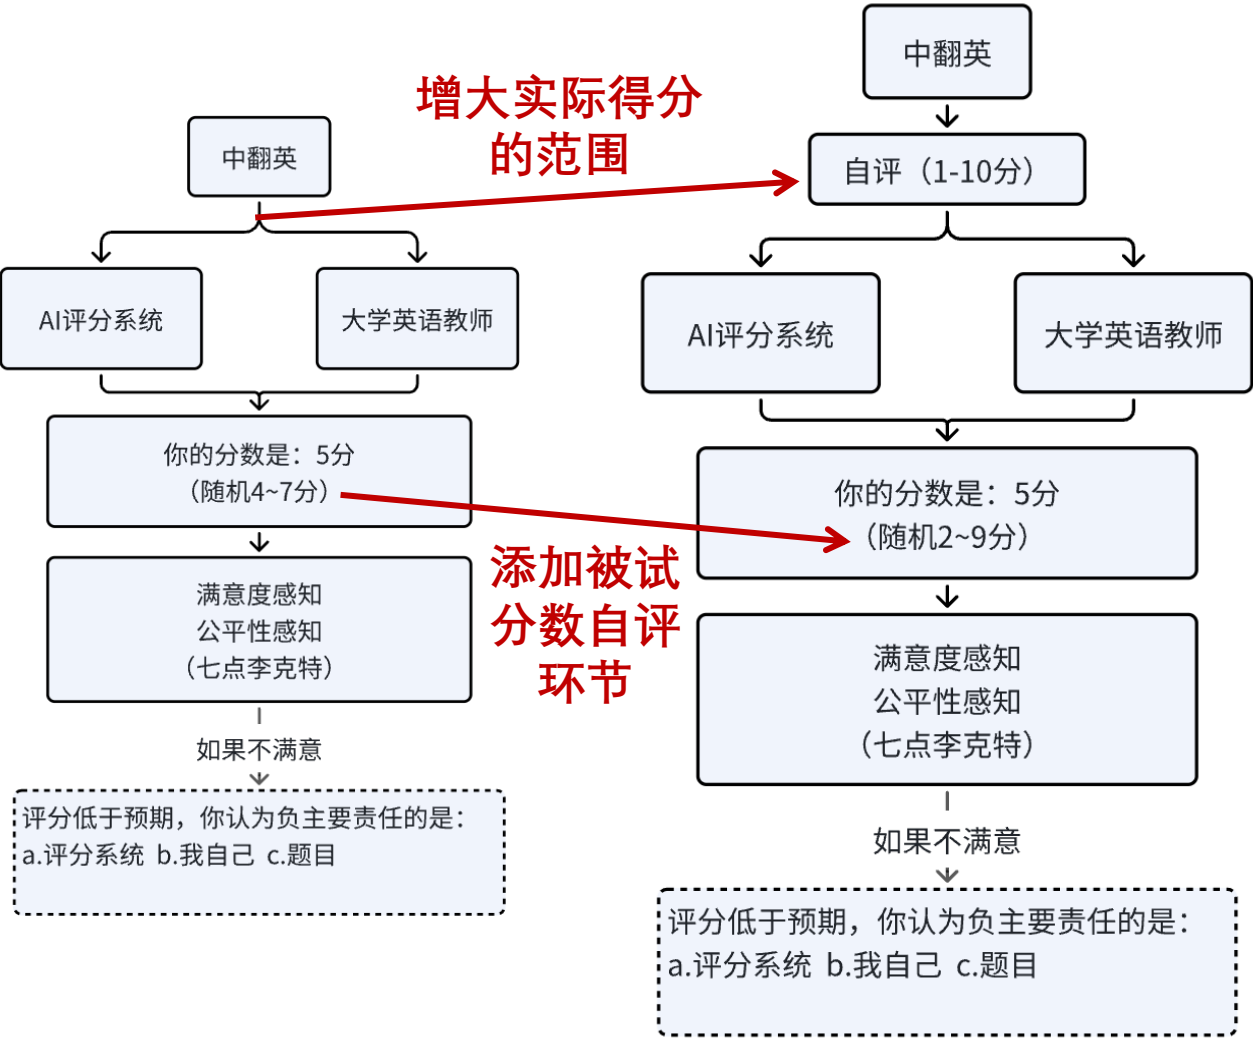 中翻英
AI评分系统
大学英语教师
你的分数是：5分
（随机4~7分）
满意度感知
公平性感知
（七点李克特）
如果不满意
评分低于预期，你认为负主要责任的是：
a.评分系统 b.我自己 c.题目
增大实际得分
的范围
添加被试
分数自评
环节
中翻英
自评（1-10分）
AI评分系统
大学英语教师
你的分数是：5分
（随机2~9分）
满意度感知
公平性感知
（七点李克特）
如果不满意
评分低于预期，你认为负主要责任的是：
a.评分系统 b.我自己 c.题目